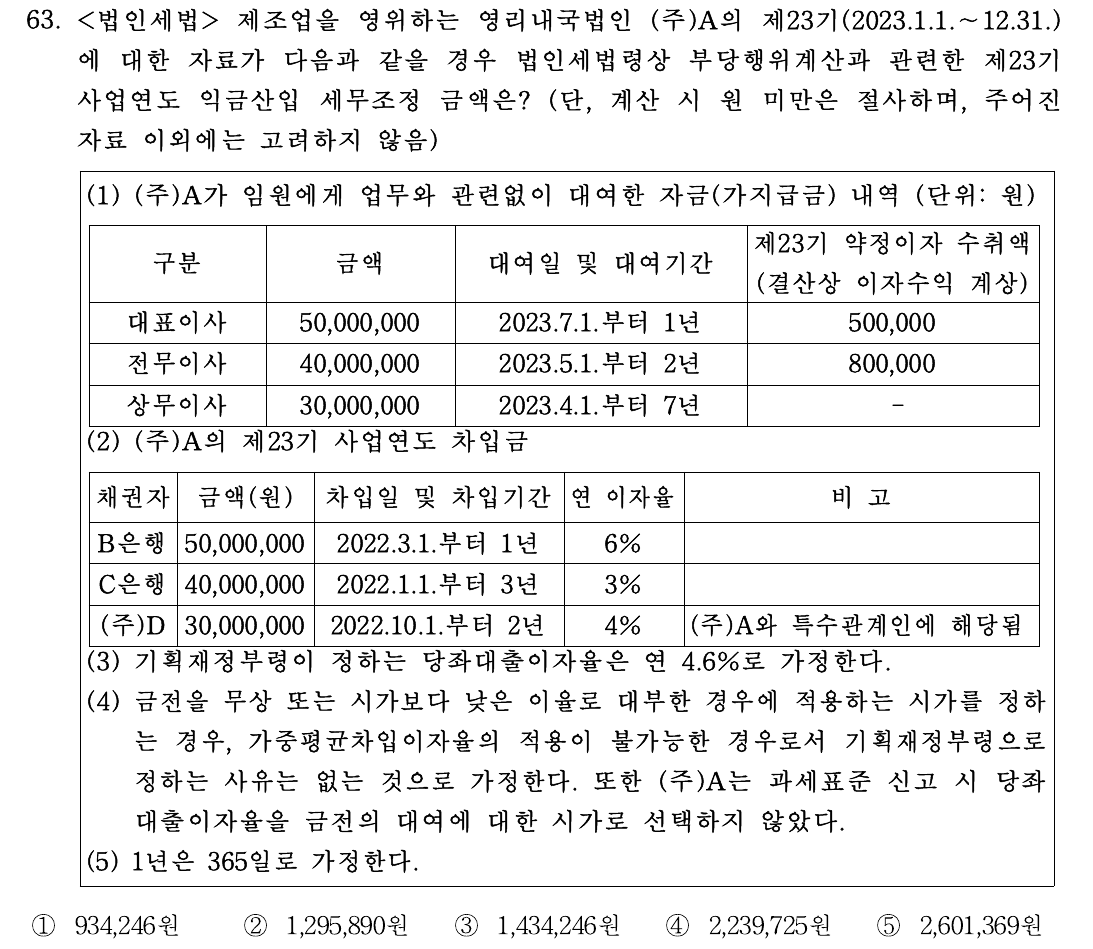 63. <법인세법> 제조업을 영위하는 영리내국법인 (주)A의 제23기(2023.1.1.~12.31.)
에 대한 자료가 다음과 같을 경우 법인세법령상 부당행위계산과 관련한 제23기
사업연도 익금산입 세무조정 금액은? (단, 계산 시 원 미만은 절사하며, 주어진
자료 이외에는 고려하지 않음)
(1) (주)A가 임원에게 업무와 관련없이 대여한 자금(가지급금) 내역 (단위: 원)
구분 금액 대여일 및 대여기간 제23기 약정이자 수취액
(결산상 이자수익 계상)
대표이사 50,000,000 2023.7.1.부터 1년 500,000
전무이사 40,000,000 2023.5.1.부터 2년 800,000
상무이사 30,000,000 2023.4.1.부터 7년 -
(2) (주)A의 제23기 사업연도 차입금
채권자 금액(원) 차입일 및 차입기간 연 이자율 비 고
B은행 50,000,000 2022.3.1.부터 1년 6%
C은행 40,000,000 2022.1.1.부터 3년 3%
(주)D 30,000,000 2022.10.1.부터 2년 4% (주)A와 특수관계인에 해당됨
(3) 기획재정부령이 정하는 당좌대출이자율은 연 4.6%로 가정한다.
(4) 금전을 무상 또는 시가보다 낮은 이율로 대부한 경우에 적용하는 시가를 정하
는 경우, 가중평균차입이자율의 적용이 불가능한 경우로서 기획재정부령으로
정하는 사유는 없는 것으로 가정한다. 또한 (주)A는 과세표준 신고 시 당좌
대출이자율을 금전의 대여에 대한 시가로 선택하지 않았다.
(5) 1년은 365일로 가정한다.
① 934,246원 ② 1,295,890원 ③ 1,434,246원 ④ 2,239,725원 ⑤ 2,601,369원